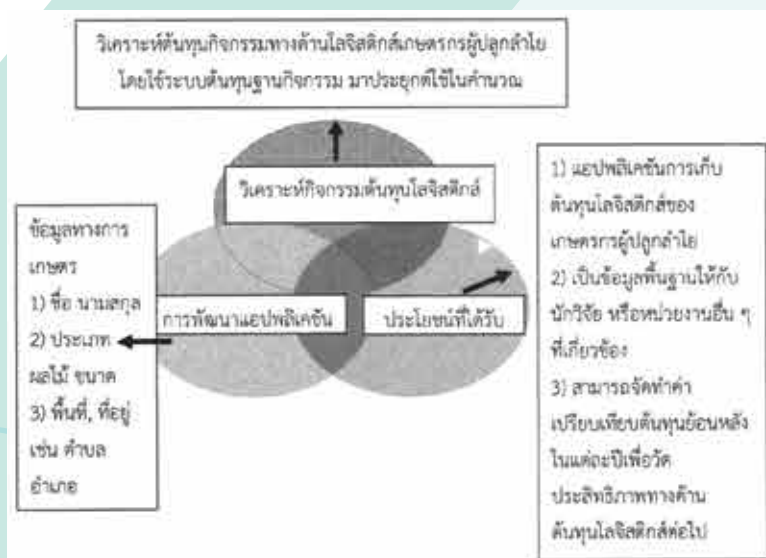 วิเคราะห์ต้นทุนกิจกรรมทางด้านโลจิสติกส์เกษตรกรผู้ปลูกลำไย
โดยใช้ระบบต้นทุนฐานกิจกรรม มาประยุกต์ใช้ในคำนวณ
วิเคราะห์กิจกรรมต้นทุนโลจิสติกส์
ข้อมูลทางการ
เกษตร
1) ชื่อ นามสกุล
2) ประเภท
ผลไม้ ขนาด
3) พื้นที่, ที่อยู่
เช่น ตำบล
อำเภอ
การพัฒนาแอปพลิเคชัน
ประโยชน์ที่ได้รับ
1) แอปพลิเคชันการเก็บ
ต้นทุนโลจิสติกส์ของ
เกษตรกรผู้ปลูกลำไย
2) เป็นข้อมูลพื้นฐานให้กับ
นักวิจัย หรือหน่วยงานอื่น ๆ
ที่เกี่ยวข้อง
3) สามารถจัดทำค่า
เปรียบเทียบต้นทุนย้อนหลัง
ในแต่ละปีเพื่อวัด
ประสิทธิภาพทางด้าน
ต้นทุนโลจิสติกส์ต่อไป